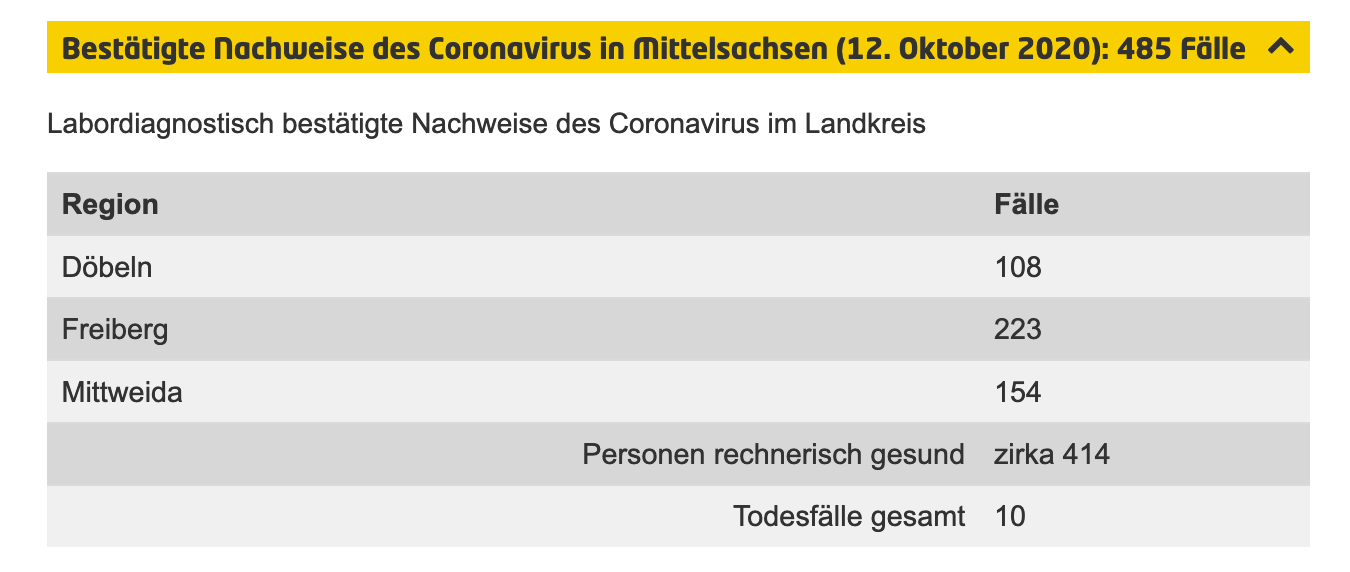 Bestätigte Nachweise des Coronavirus in Mittelsachsen (12. Oktober 2020): 485 Fälle
Labordiagnostisch bestätigte Nachweise des Coronavirus im Landkreis
Region Fälle
Döbeln 108
Freiberg 223
Mittweida 154
Personen rechnerisch gesund zirka 414
Todesfälle gesamt 10